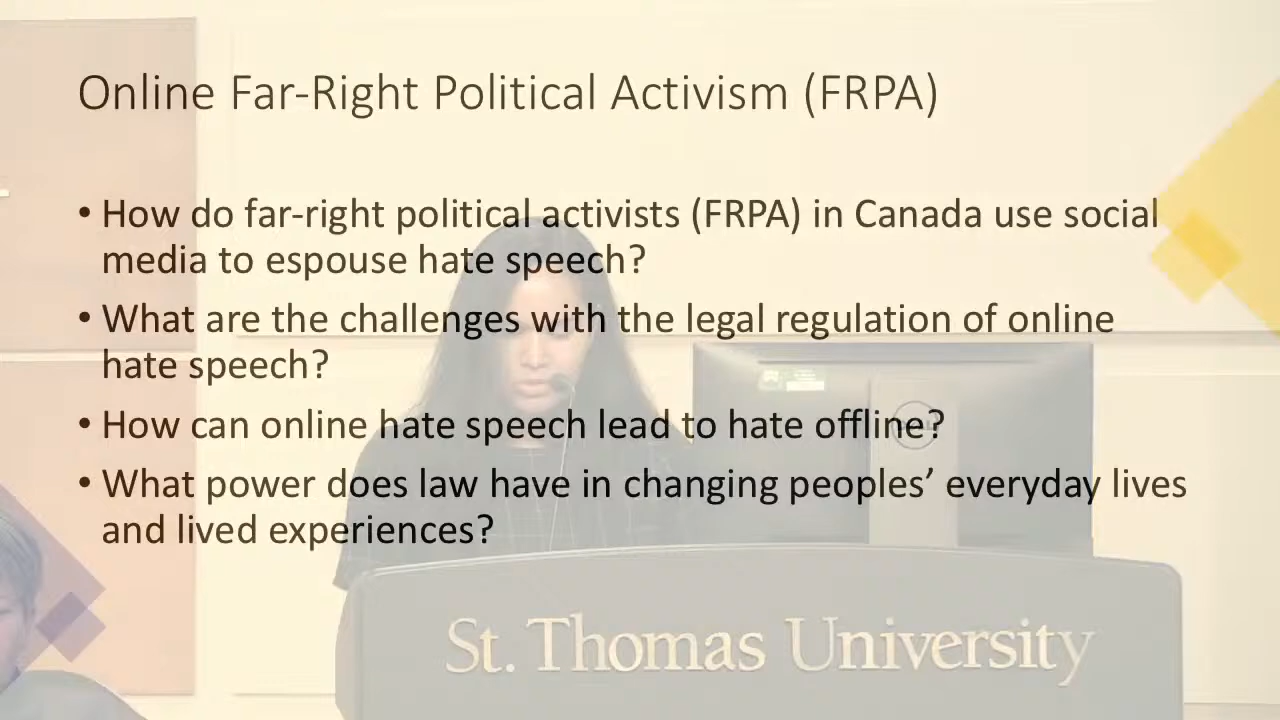 Online Far-Right Political Activism (FRPA)
• How do far-right political activists (FRPA) in Canada use social
media to espouse hate speech?
• What are the challenges with the legal regulation of online
hate speech?
• How can online hate speech lead to hate offline?
• What power does law have in changing peoples’ everyday lives
and lived experiences?
St. Thomas University